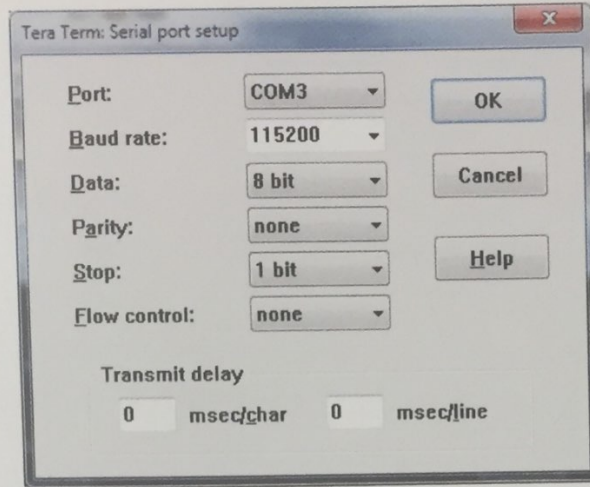 Tera Term: Serial port setup
Port: COM3
Baud rate: 115200
Data: 8 bit
Parity: none
Stop: 1 bit
Flow control: none
OK
Cancel
Help
Transmit delay
0 msec/char 0 msec/line